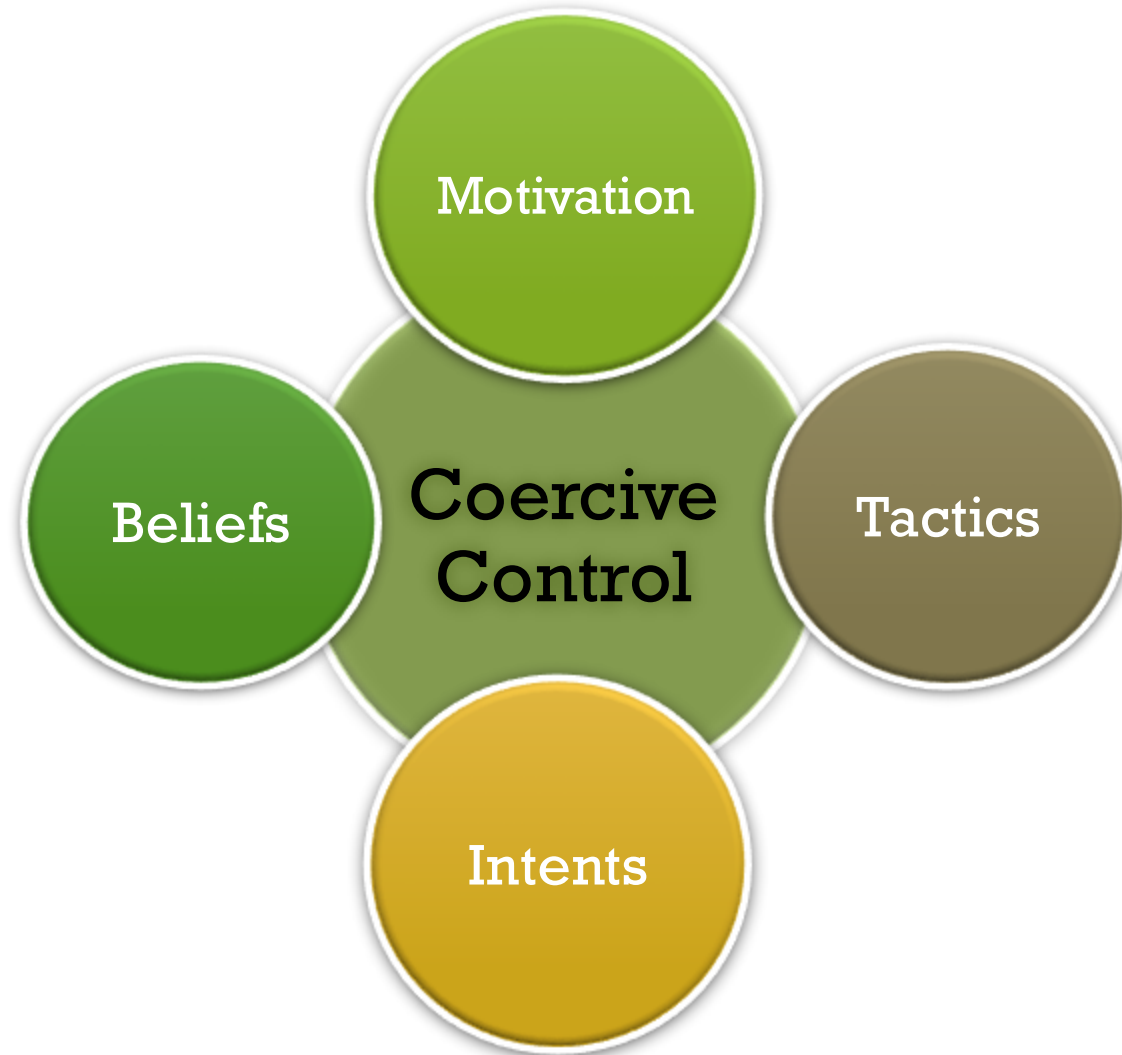 Motivation
Beliefs
Coercive
Control
Tactics
Intents